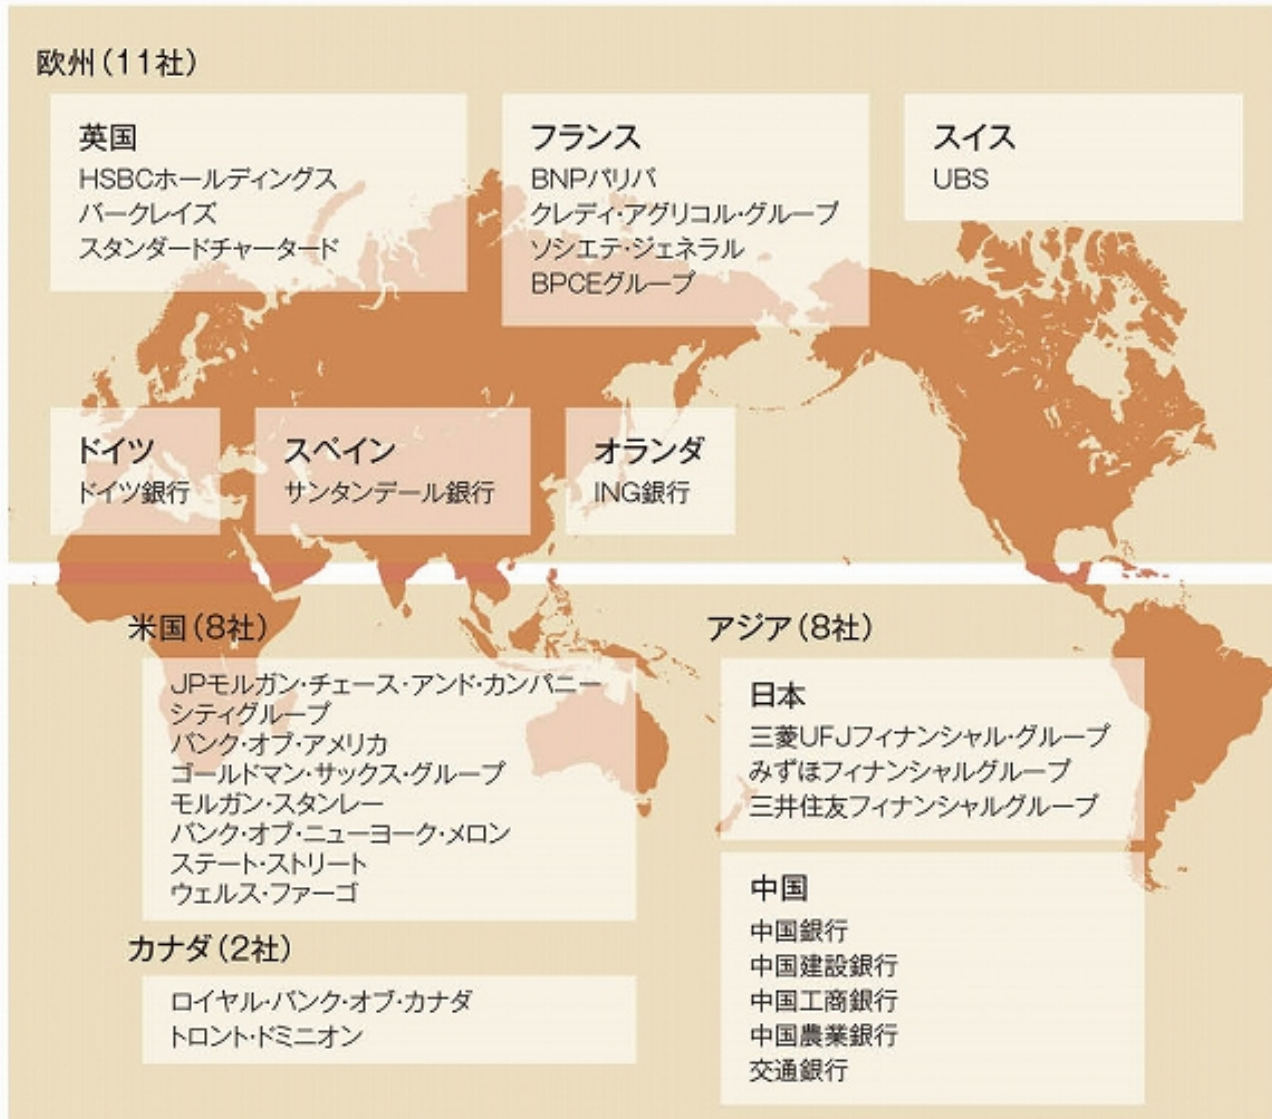 欧州(11社)
英国
HSBCホールディングス
バークレイズ
スタンダードチャータード
フランス
BNPパリバ
クレディ・アグリコル・グループ
ソシエテ・ジェネラル
BPCEグループ
スイス
UBS
ドイツ
ドイツ銀行
スペイン
サンタンデール銀行
オランダ
ING銀行
米国(8社)
JPモルガン・チェース・アンド・カンパニー
シティグループ
バンク・オブ・アメリカ
ゴールドマン・サックス・グループ
モルガン・スタンレー
バンク・オブ・ニューヨーク・メロン
ステート・ストリート
ウェルス・ファーゴ
カナダ(2社)
ロイヤル・バンク・オブ・カナダ
トロント・ドミニオン
アジア(8社)
日本
三菱UFJフィナンシャル・グループ
みずほフィナンシャルグループ
三井住友フィナンシャルグループ
中国
中国銀行
中国建設銀行
中国工商銀行
中国農業銀行
交通銀行